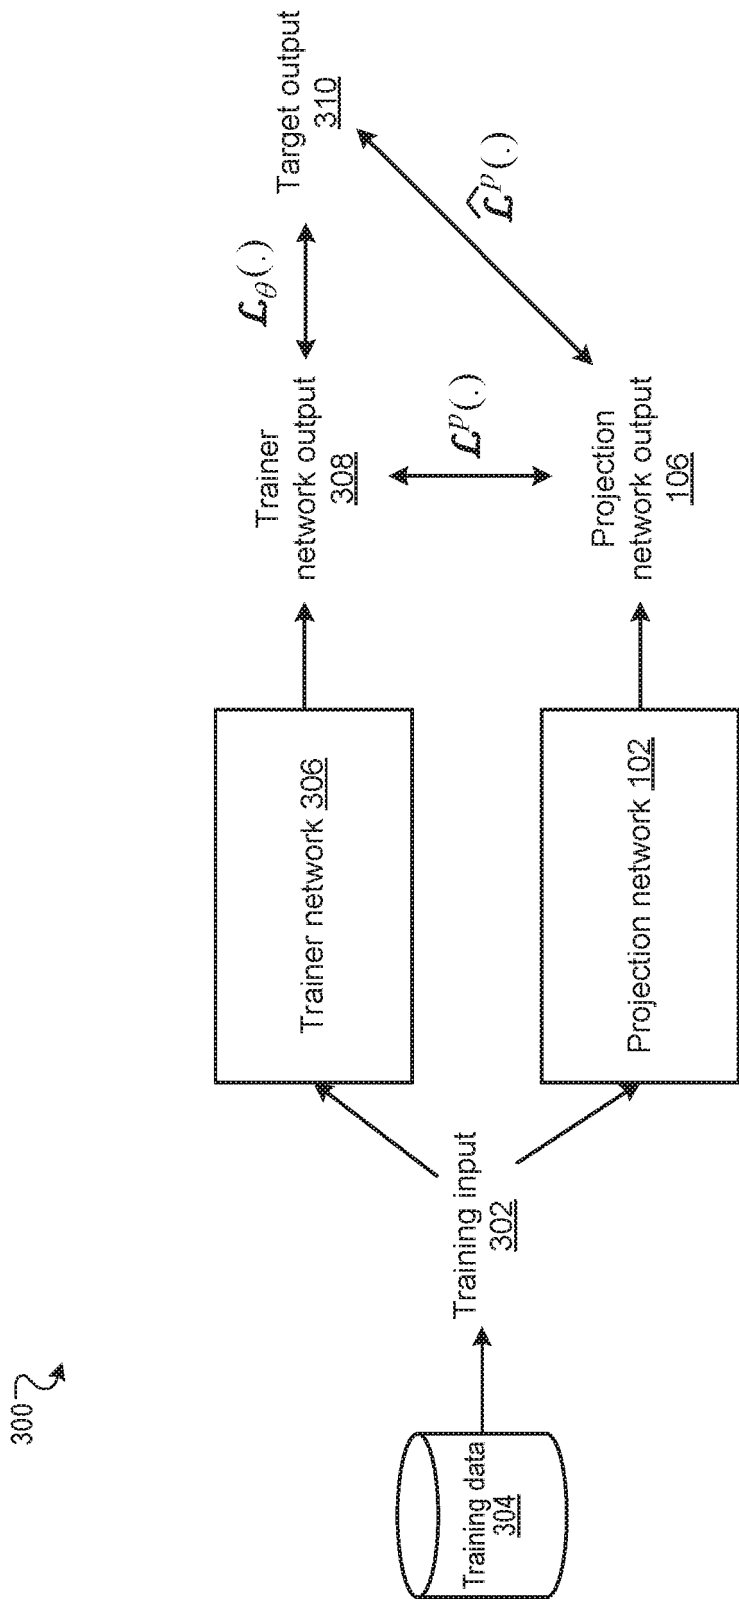 300
Training data
304
Training input
302
Trainer network 306
Projection network 102
Trainer
network output
308
Projection
network output
106
Target output
310
𝓛θ(.)
𝓛ᵖ(.)
𝓛̂ᵖ(.)